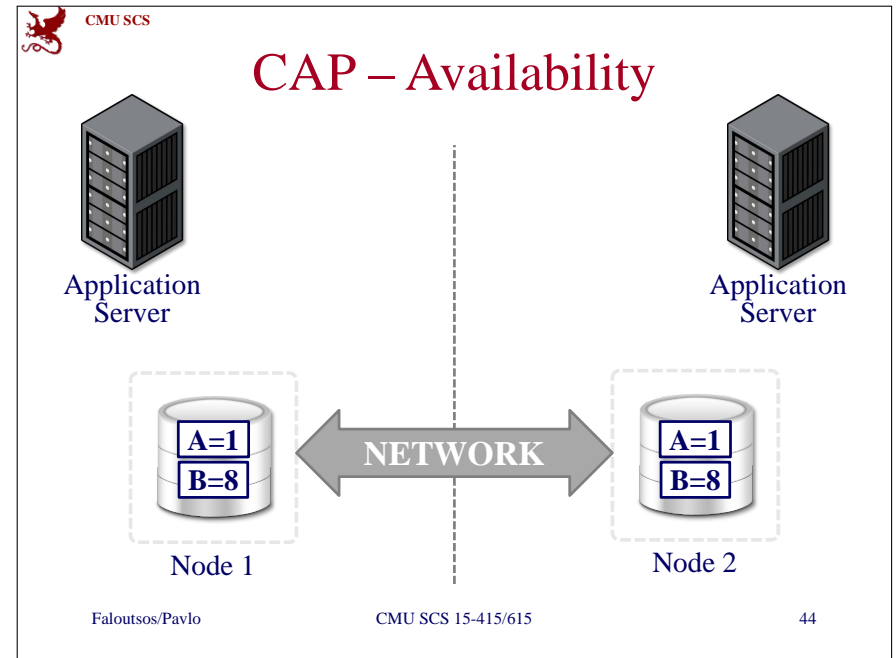 CMU SCS
CAP – Availability
Application
Server
Application
Server
A=1
B=8
NETWORK
A=1
B=8
Node 1
Node 2
Faloutsos/Pavlo
CMU SCS 15-415/615
44